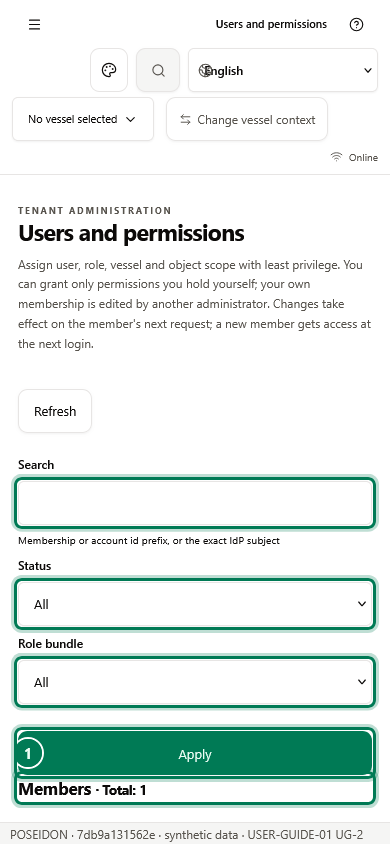 Users and permissions
English
No vessel selected
Change vessel context
Online
TENANT ADMINISTRATION
Users and permissions
Assign user, role, vessel and object scope with least privilege. You
can grant only permissions you hold yourself; your own
membership is edited by another administrator. Changes take
effect on the member's next request; a new member gets access at
the next login.
Refresh
Search
Membership or account id prefix, or the exact IdP subject
Status
All
Role bundle
All
1
Apply
Members · Total: 1
POSEIDON · 7db9a131562e · synthetic data · USER-GUIDE-01 UG-2